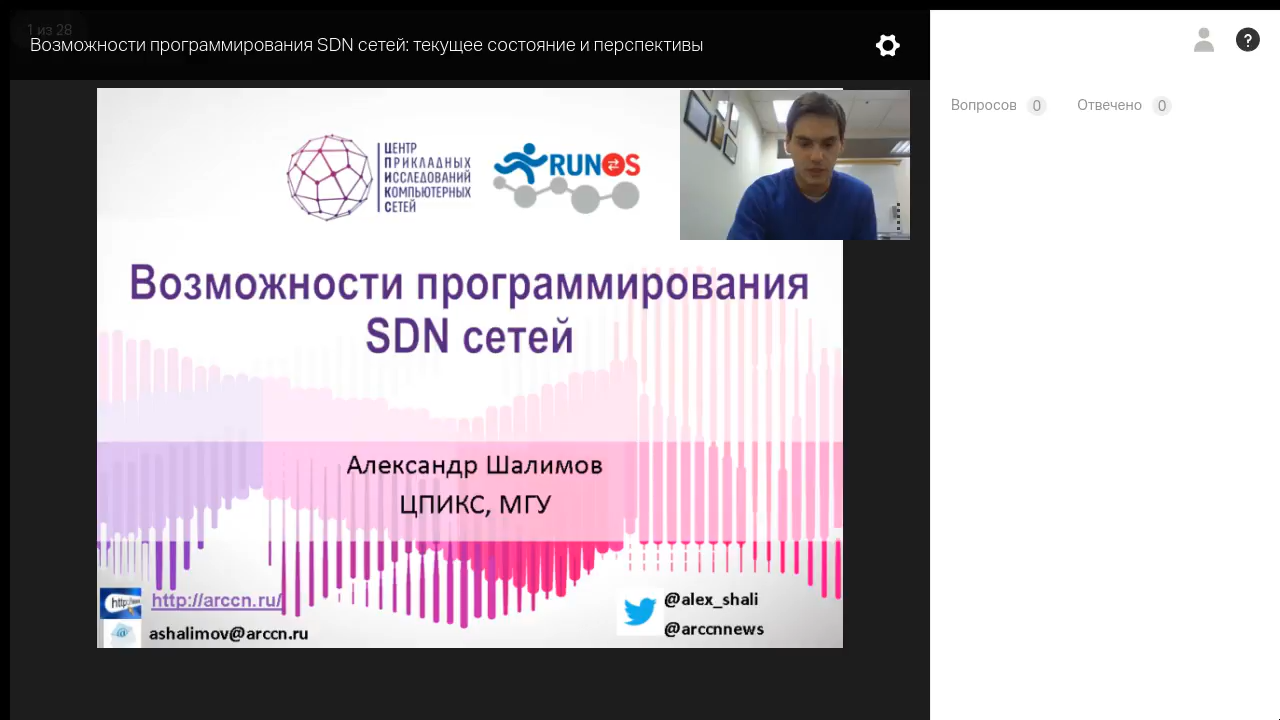 1 из 28
Возможности программирования SDN сетей: текущее состояние и перспективы
Вопросов 0 Отвечено 0
ЦЕНТР
ПРИКЛАДНЫХ
ИССЛЕДОВАНИЙ
КОМПЬЮТЕРНЫХ
СЕТЕЙ
RUNOS
Возможности программирования
SDN сетей
Александр Шалимов
ЦПИКС, МГУ
http://arccn.ru/
ashalimov@arccn.ru
@alex_shali
@arccnnews